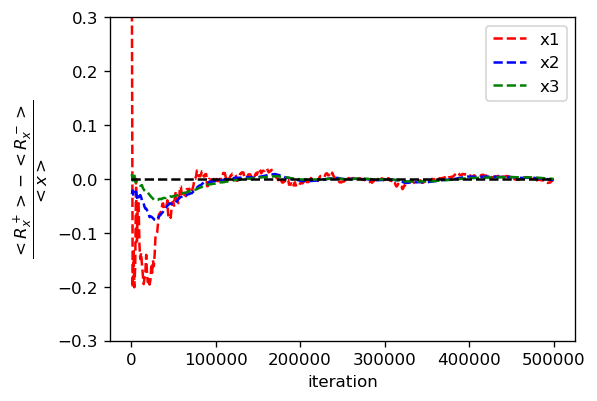 0.3
0.2
0.1
0.0
−0.1
−0.2
−0.3
<R_x^+> − <R_x^->
<x>
x1
x2
x3
0 100000 200000 300000 400000 500000
iteration